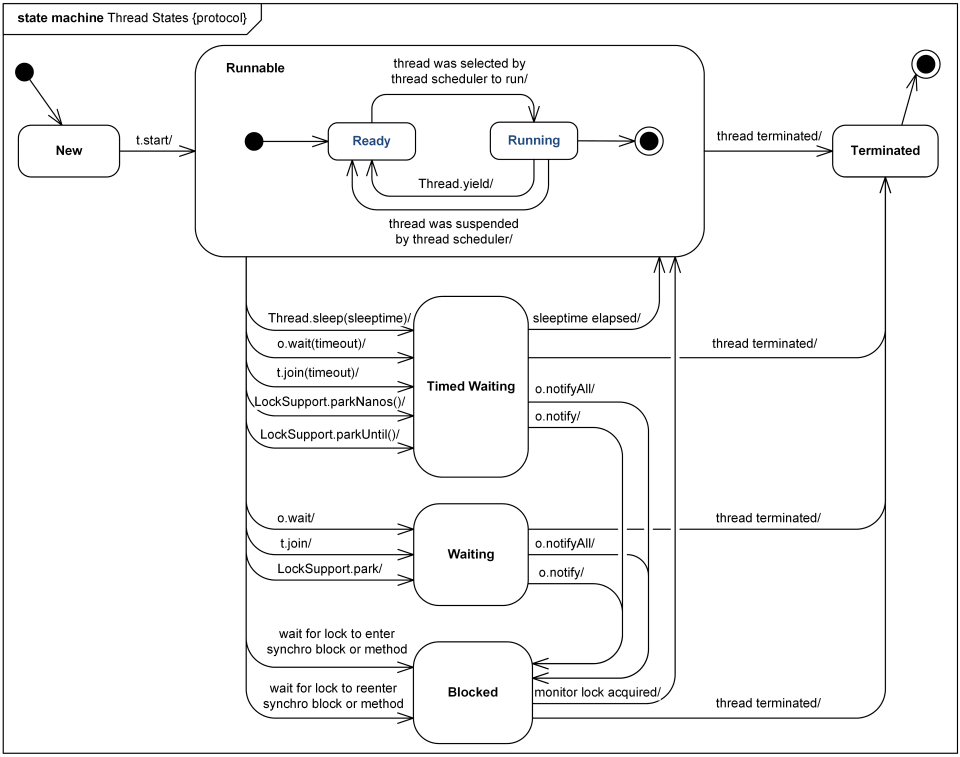 state machine Thread States {protocol}
Runnable
thread was selected by
thread scheduler to run/
New
t.start/
Ready
Running
thread terminated/
Terminated
Thread.yield/
thread was suspended
by thread scheduler/
Thread.sleep(sleeptime)/
sleeptime elapsed/
o.wait(timeout)/
thread terminated/
t.join(timeout)/
Timed Waiting
o.notifyAll/
LockSupport.parkNanos()/
o.notify/
LockSupport.parkUntil()/
o.wait/
thread terminated/
t.join/
Waiting
o.notifyAll/
LockSupport.park/
o.notify/
wait for lock to enter
synchro block or method
wait for lock to reenter
synchro block or method
Blocked
monitor lock acquired/
thread terminated/